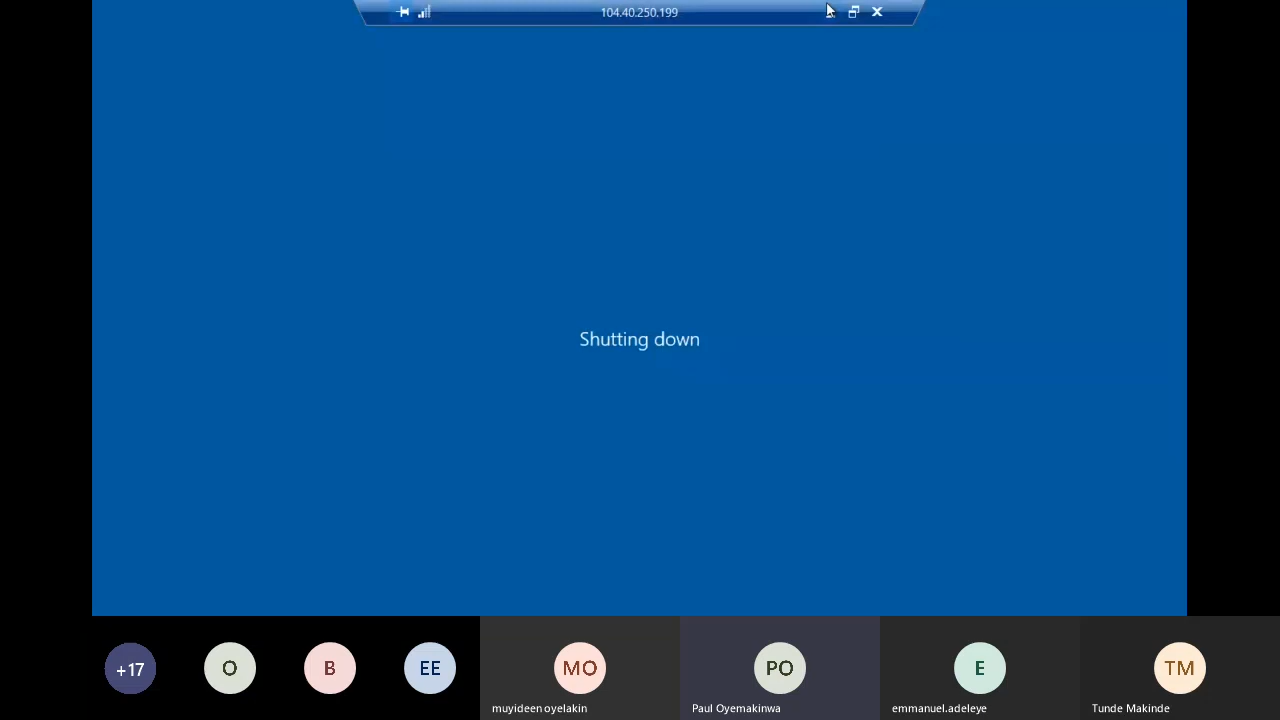 104.40.250.199
Shutting down
+17
O
B
EE
MO
PO
E
TM
muyideen oyelakin
Paul Oyemakinwa
emmanuel.adeleye
Tunde Makinde